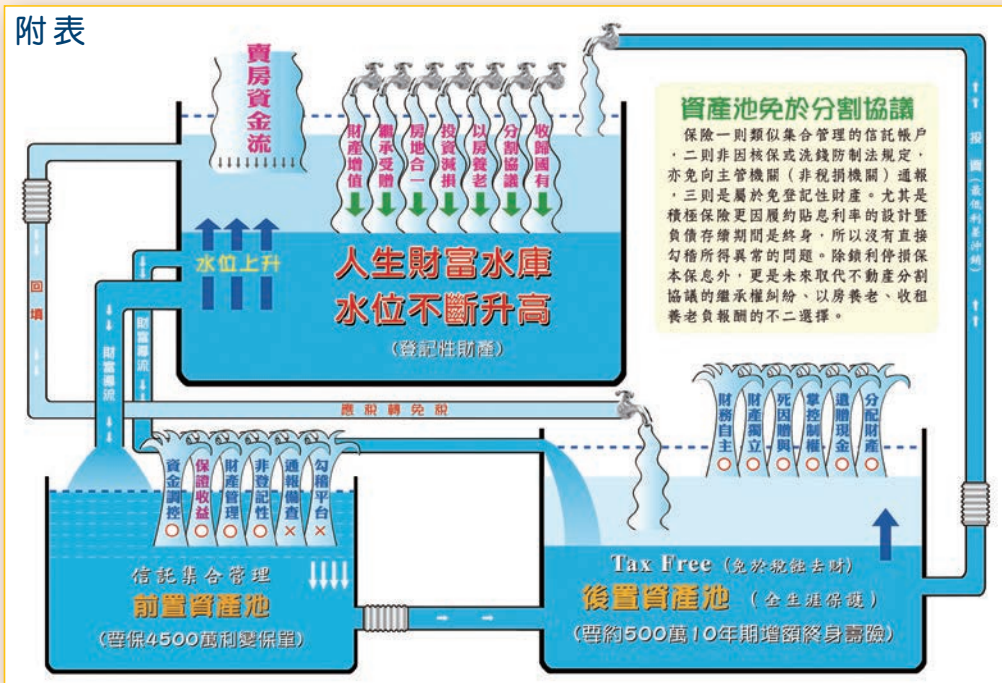 附表
賣房資金流
財產增值
繼承受贈
房地合一
投資減損
以房養老
分割協議
收歸國有
資產池免於分割協議
保險一則類似集合管理的信託帳戶
,二則非因核保或洗錢防制法規定,
亦免向主管機關(非稅捐機關)通報
,三則是屬於免登記性財產。尤其是
積極保險更因履約貼息利率的設計暨
負債存續期間是終身,所以沒有直接
勾稽所得異常的問題。除鎖利停損保
本保息外,更是未來取代不動產分割
協議的繼承權糾紛、以房養老、收租
養老負報酬的不二選擇。
水位上升
人生財富水庫
水位不斷升高
(登記性財產)
回填
財富導流
財富導流
應稅轉免稅
資金調控○
保證收益○
財產管理○
非登記性○
通報備查×
勾稽平台×
信託集合管理
前置資產池
(要保4500萬利變保單)
財務自主○
財產獨立○
死因贈與○
掌控制權○
遺贈現金○
分配財產○
Tax Free (免於稅蝕去財)
後置資產池 (全生涯保護)
(要約500萬10年期增額終身壽險)